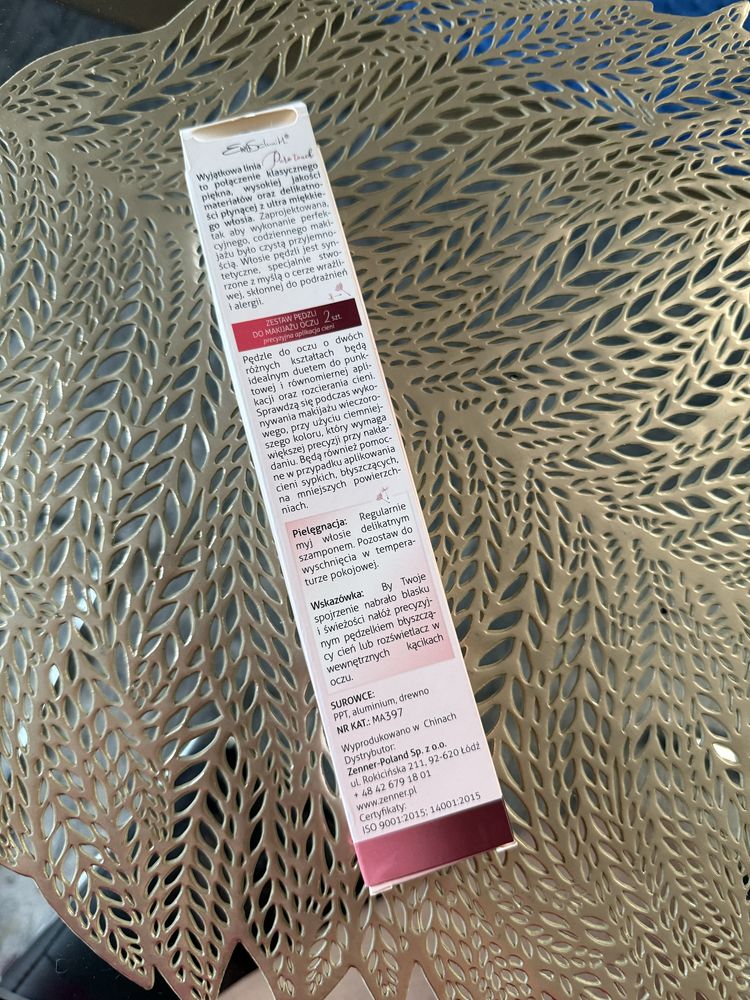 Wyjątkowa linia
to połączenie klasycznego
piękna, wysokiej jakości
materiałów oraz delikatno-
ści płynącej z ultra miękkie-
go włosia. Zaprojektowana,
tak aby wykonanie perfek-
cyjnego, codziennego maki-
jażu było czystą przyjemno-
ścią. Włosie pędzli jest syn-
tetyczne, specjalnie stwo-
rzone z myślą o cerze wrażli-
wej, skłonnej do podrażnień
i alergii.
ZESTAW PĘDZLI
DO MAKIJAŻU OCZU 2 szt.
precyzyjna aplikacja cieni
Pędzle do oczu o dwóch
różnych kształtach będą
idealnym duetem do punk-
towej i równomiernej apli-
kacji oraz rozcierania cieni.
Sprawdzą się podczas wyko-
nywania makijażu wieczoro-
wego, przy użyciu ciemniej-
szego koloru, który wymaga
większej precyzji przy nakła-
daniu. Będą również pomoc-
ne w przypadku aplikowania
cieni sypkich, błyszczących,
na mniejszych powierzch-
niach.
Pielęgnacja: Regularnie
myj włosie delikatnym
szamponem. Pozostaw do
wyschnięcia w tempera-
turze pokojowej.
Wskazówka: By Twoje
spojrzenie nabrało blasku
i świeżości nałóż precyzyj-
nym pędzelkiem błyszczą-
cy cień lub rozświetlacz w
wewnętrznych kącikach
oczu.
SUROWCE:
PPT, aluminium, drewno
NR KAT.: MA397
Wyprodukowano w Chinach
Dystrybutor:
Zenner-Poland Sp. z o.o.
ul. Rokicińska 211, 92-620 Łódź
+ 48 42 679 18 01
www.zenner.pl
Certyfikaty:
ISO 9001:2015; 14001:2015